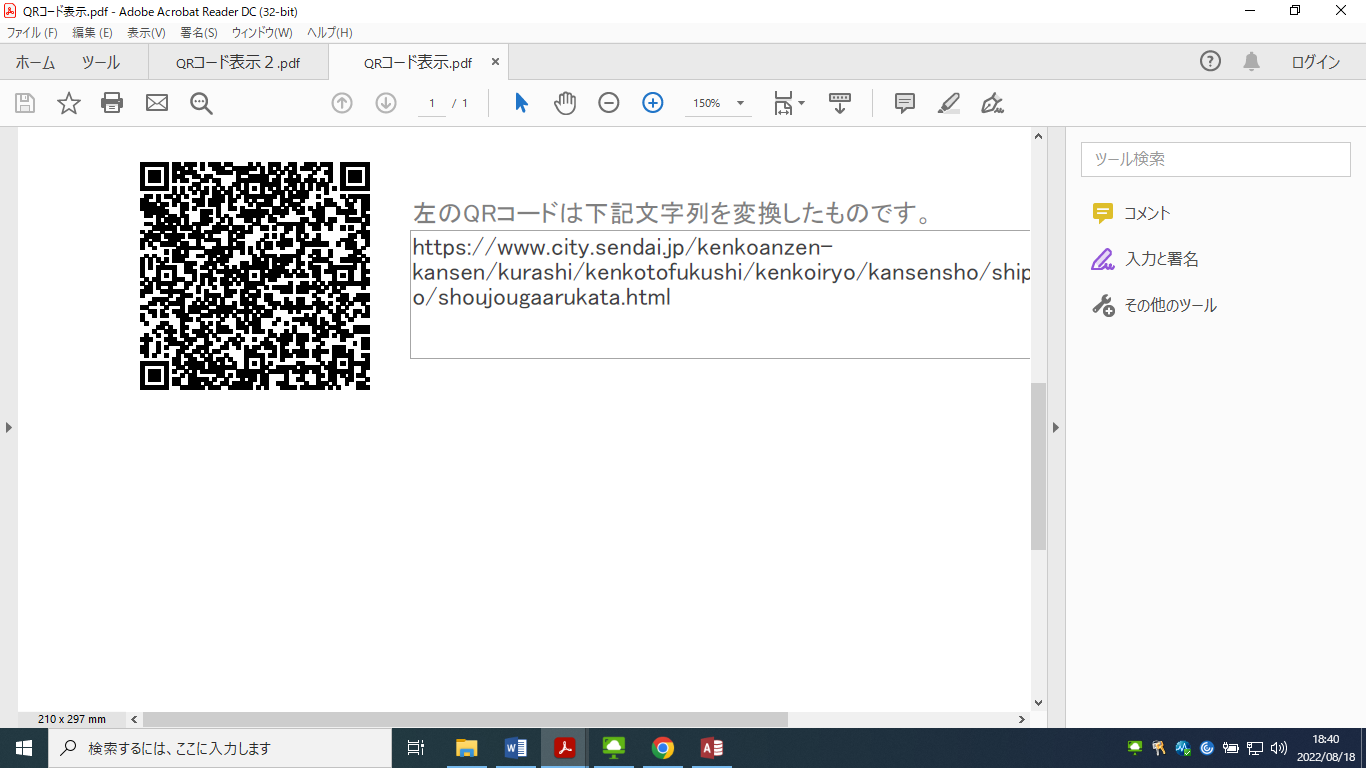 QRコード表示.pdf - Adobe Acrobat Reader DC (32-bit)
ファイル (F) 編集 (E) 表示(V) 署名(S) ウィンドウ(W) ヘルプ(H)
ホーム ツール QRコード表示２.pdf QRコード表示.pdf × ログイン
1 / 1 150%
ツール検索
コメント
入力と署名
その他のツール
左のQRコードは下記文字列を変換したものです。
https://www.city.sendai.jp/kenkoanzen-
kansen/kurashi/kenkotofukushi/kenkoiryo/kansensho/ship
o/shoujougaarukata.html
210 x 297 mm
検索するには、ここに入力します
18:40
2022/08/18